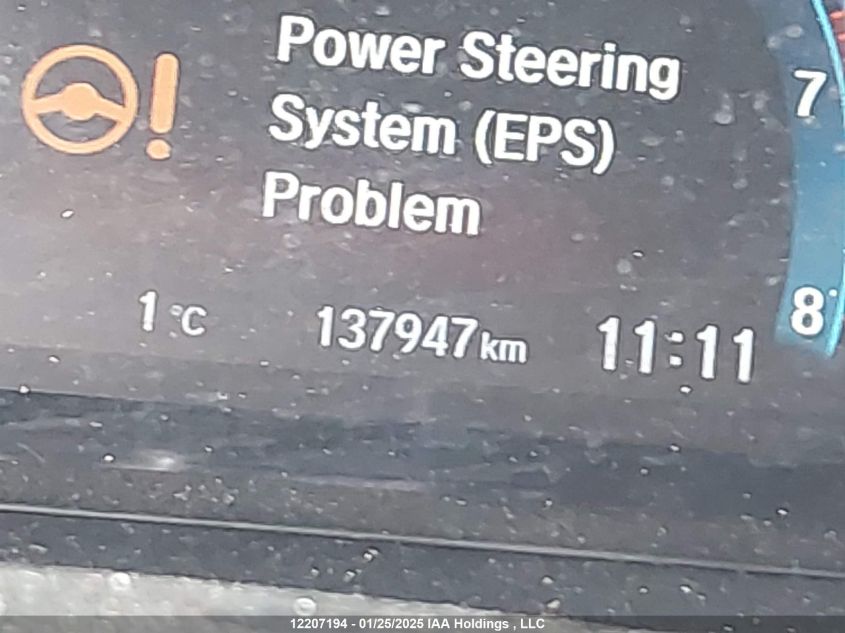 Power Steering
System (EPS)
Problem
7
8
1 °C 137947 km 11:11
12207194 - 01/25/2025 IAA Holdings , LLC